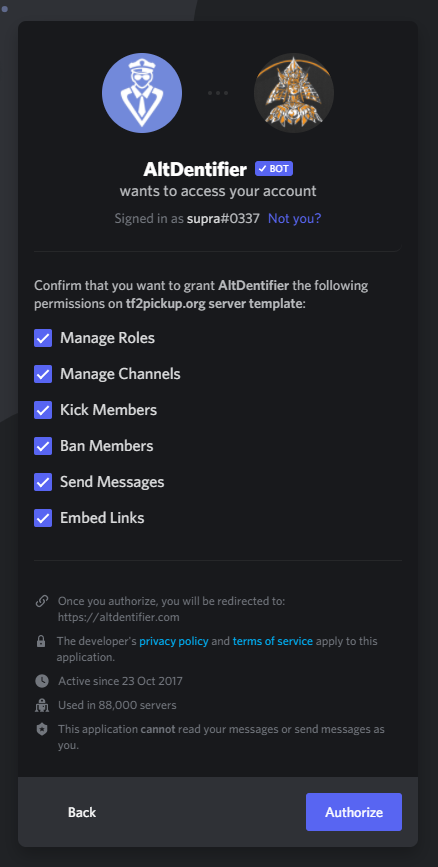 AltDentifier BOT
wants to access your account
Signed in as supra#0337 Not you?
Confirm that you want to grant AltDentifier the following
permissions on tf2pickup.org server template:
Manage Roles
Manage Channels
Kick Members
Ban Members
Send Messages
Embed Links
Once you authorize, you will be redirected to:
https://altdentifier.com
The developer's privacy policy and terms of service apply to this
application.
Active since 23 Oct 2017
Used in 88,000 servers
This application cannot read your messages or send messages as
you.
Back
Authorize